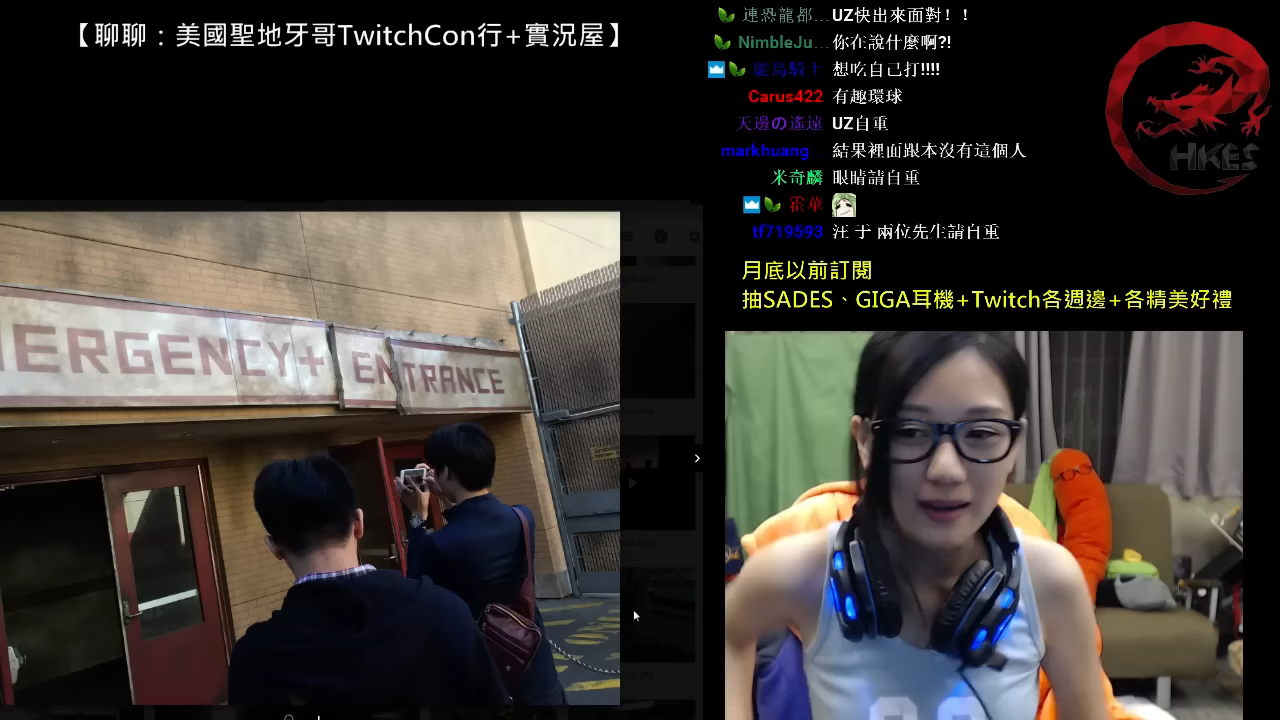 【聊聊：美國聖地牙哥TwitchCon行+實況屋】
連恐龍都... UZ快出來面對！！
NimbleJu... 你在說什麼啊?!
鴕鳥騎士 想吃自己打!!!!
Carus422 有趣環球
天邊の遙遠 UZ自重
markhuang... 結果裡面跟本沒有這個人
米奇麟 眼睛請自重
霍華
tf719593 汪 于 兩位先生請自重
HKES
月底以前訂閱
抽SADES、GIGA耳機+Twitch各週邊+各精美好禮
MERGENCY+ ENTRANCE